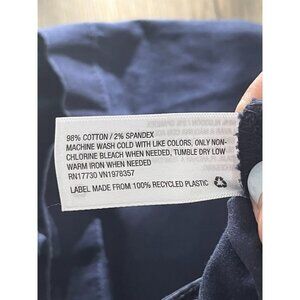 98% COTTON / 2% SPANDEX
MACHINE WASH COLD WITH LIKE COLORS, ONLY NON-
CHLORINE BLEACH WHEN NEEDED, TUMBLE DRY LOW
WARM IRON WHEN NEEDED
RN17730 VN1978357
LABEL MADE FROM 100% RECYCLED PLASTIC